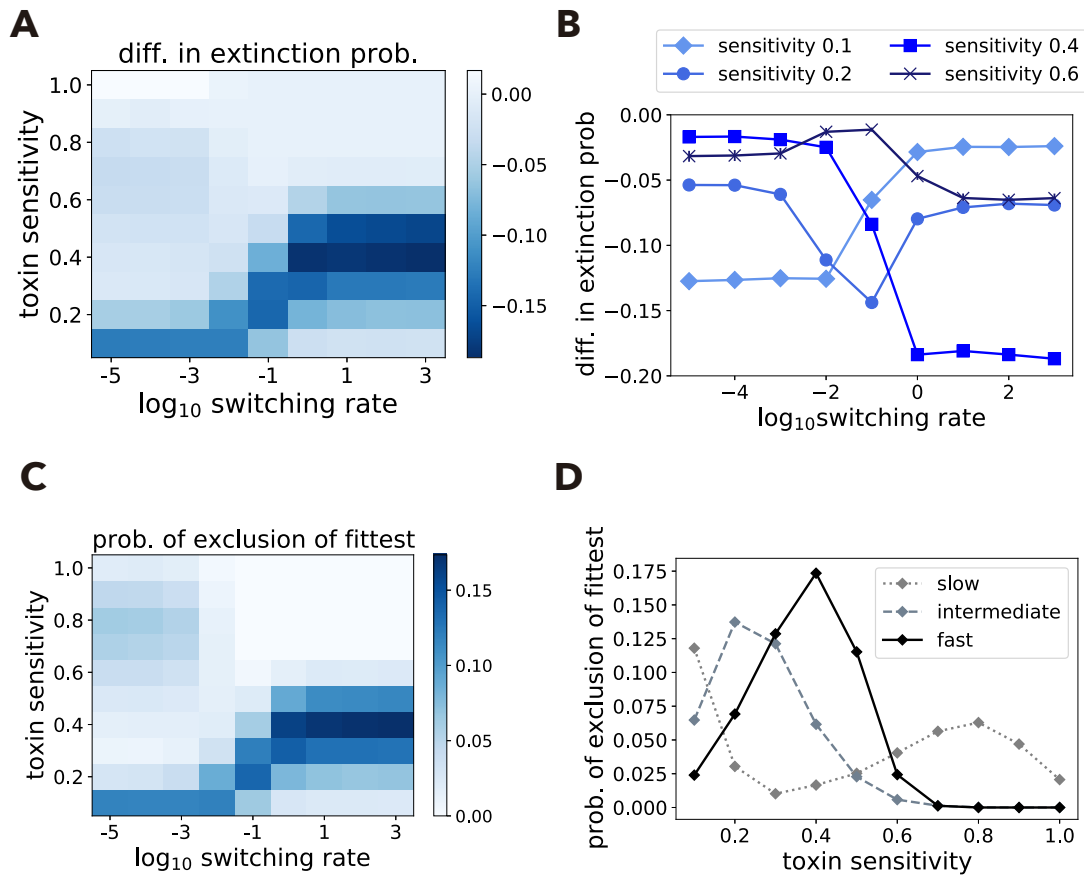 A
diff. in extinction prob.
toxin sensitivity
1.0
0.8
0.6
0.4
0.2
-5
-3
-1
1
3
log10 switching rate
0.00
−0.05
−0.10
−0.15
B
sensitivity 0.1
sensitivity 0.2
sensitivity 0.4
sensitivity 0.6
diff. in extinction prob
0.00
−0.05
−0.10
−0.15
−0.20
−4
−2
0
2
log10switching rate
C
prob. of exclusion of fittest
toxin sensitivity
1.0
0.8
0.6
0.4
0.2
-5
-3
-1
1
3
log10 switching rate
0.15
0.10
0.05
0.00
D
prob. of exclusion of fittest
0.175
0.150
0.125
0.100
0.075
0.050
0.025
0.000
slow
intermediate
fast
0.2
0.4
0.6
0.8
1.0
toxin sensitivity